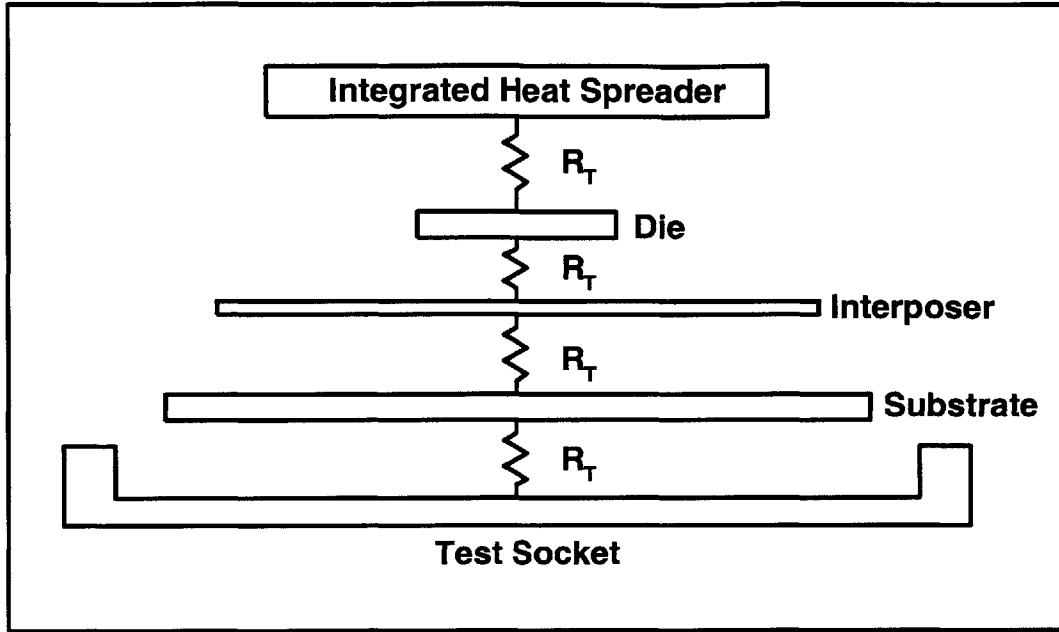 Integrated Heat Spreader
R_T
Die
R_T
Interposer
R_T
Substrate
R_T
Test Socket